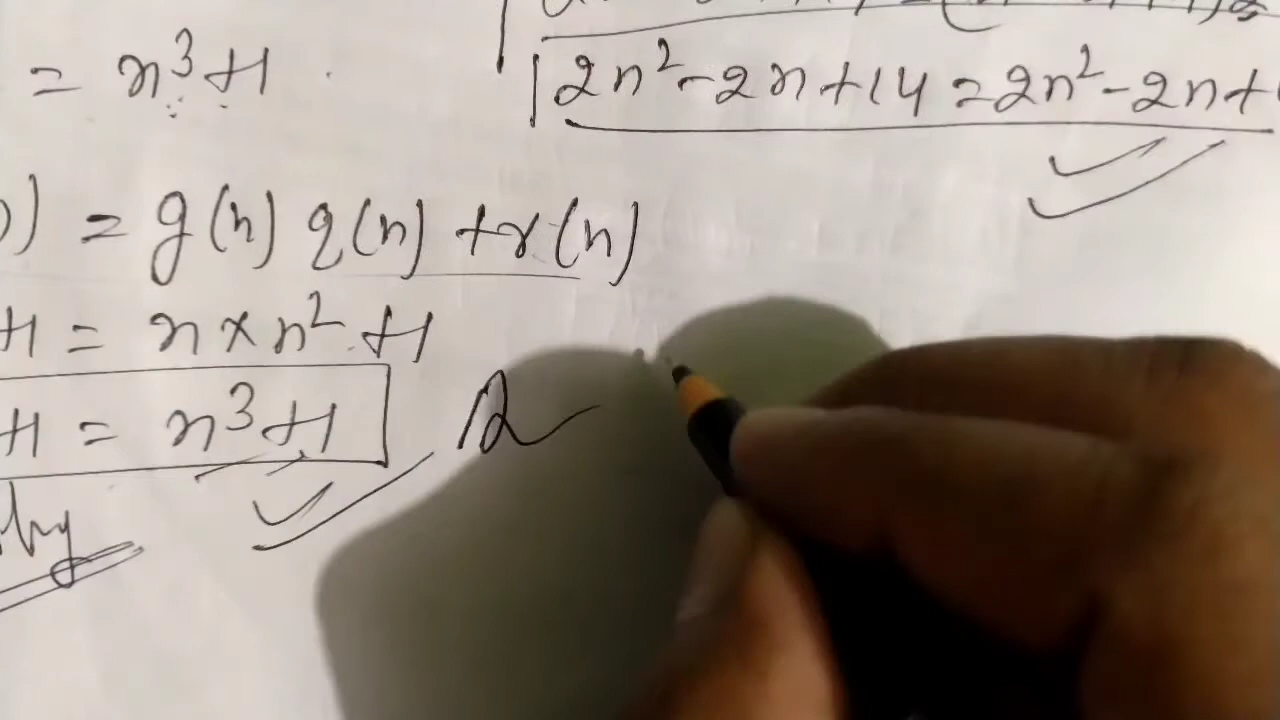 = x³+1
2x²-2x+14=2x²-2x+
) = g(x) q(x) +r(x)
+1 = x×x²+1
+1 = x³+1